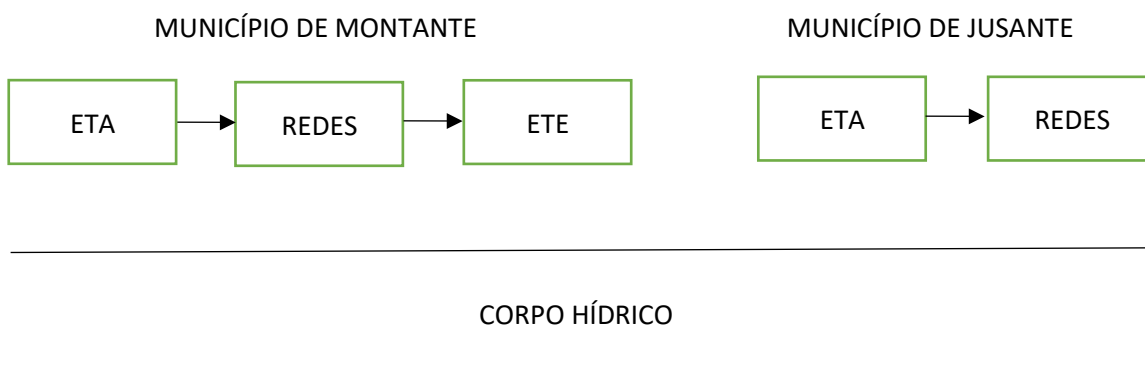 MUNICÍPIO DE MONTANTE
MUNICÍPIO DE JUSANTE
ETA
REDES
ETE
ETA
REDES
CORPO HÍDRICO